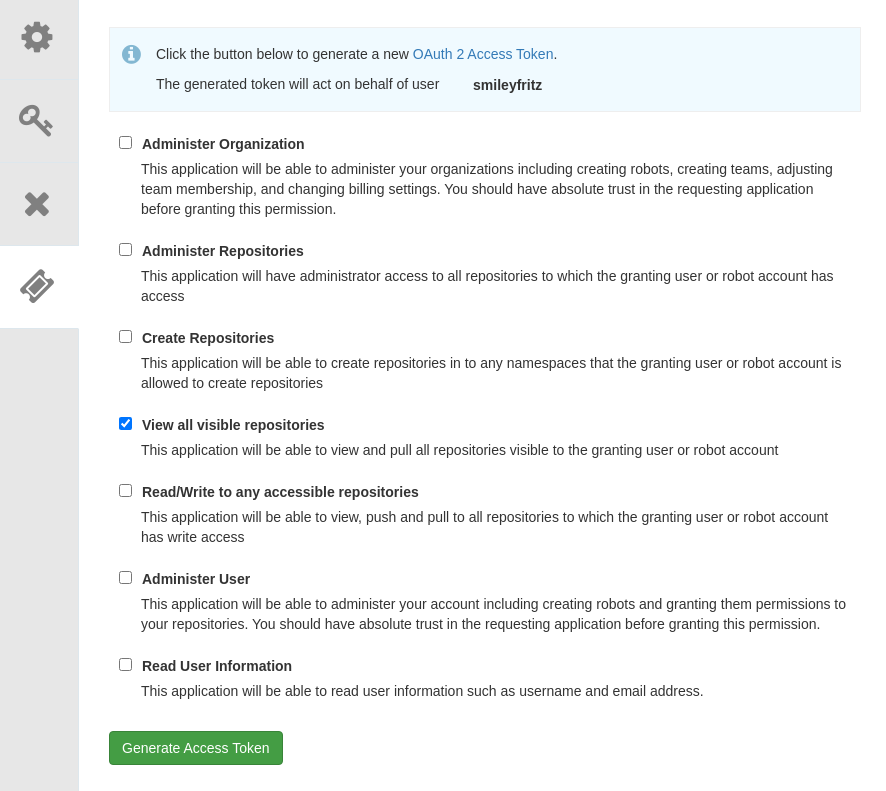 Click the button below to generate a new OAuth 2 Access Token.
The generated token will act on behalf of user smileyfritz
Administer Organization
This application will be able to administer your organizations including creating robots, creating teams, adjusting
team membership, and changing billing settings. You should have absolute trust in the requesting application
before granting this permission.
Administer Repositories
This application will have administrator access to all repositories to which the granting user or robot account has
access
Create Repositories
This application will be able to create repositories in to any namespaces that the granting user or robot account is
allowed to create repositories
View all visible repositories
This application will be able to view and pull all repositories visible to the granting user or robot account
Read/Write to any accessible repositories
This application will be able to view, push and pull to all repositories to which the granting user or robot account
has write access
Administer User
This application will be able to administer your account including creating robots and granting them permissions to
your repositories. You should have absolute trust in the requesting application before granting this permission.
Read User Information
This application will be able to read user information such as username and email address.
Generate Access Token